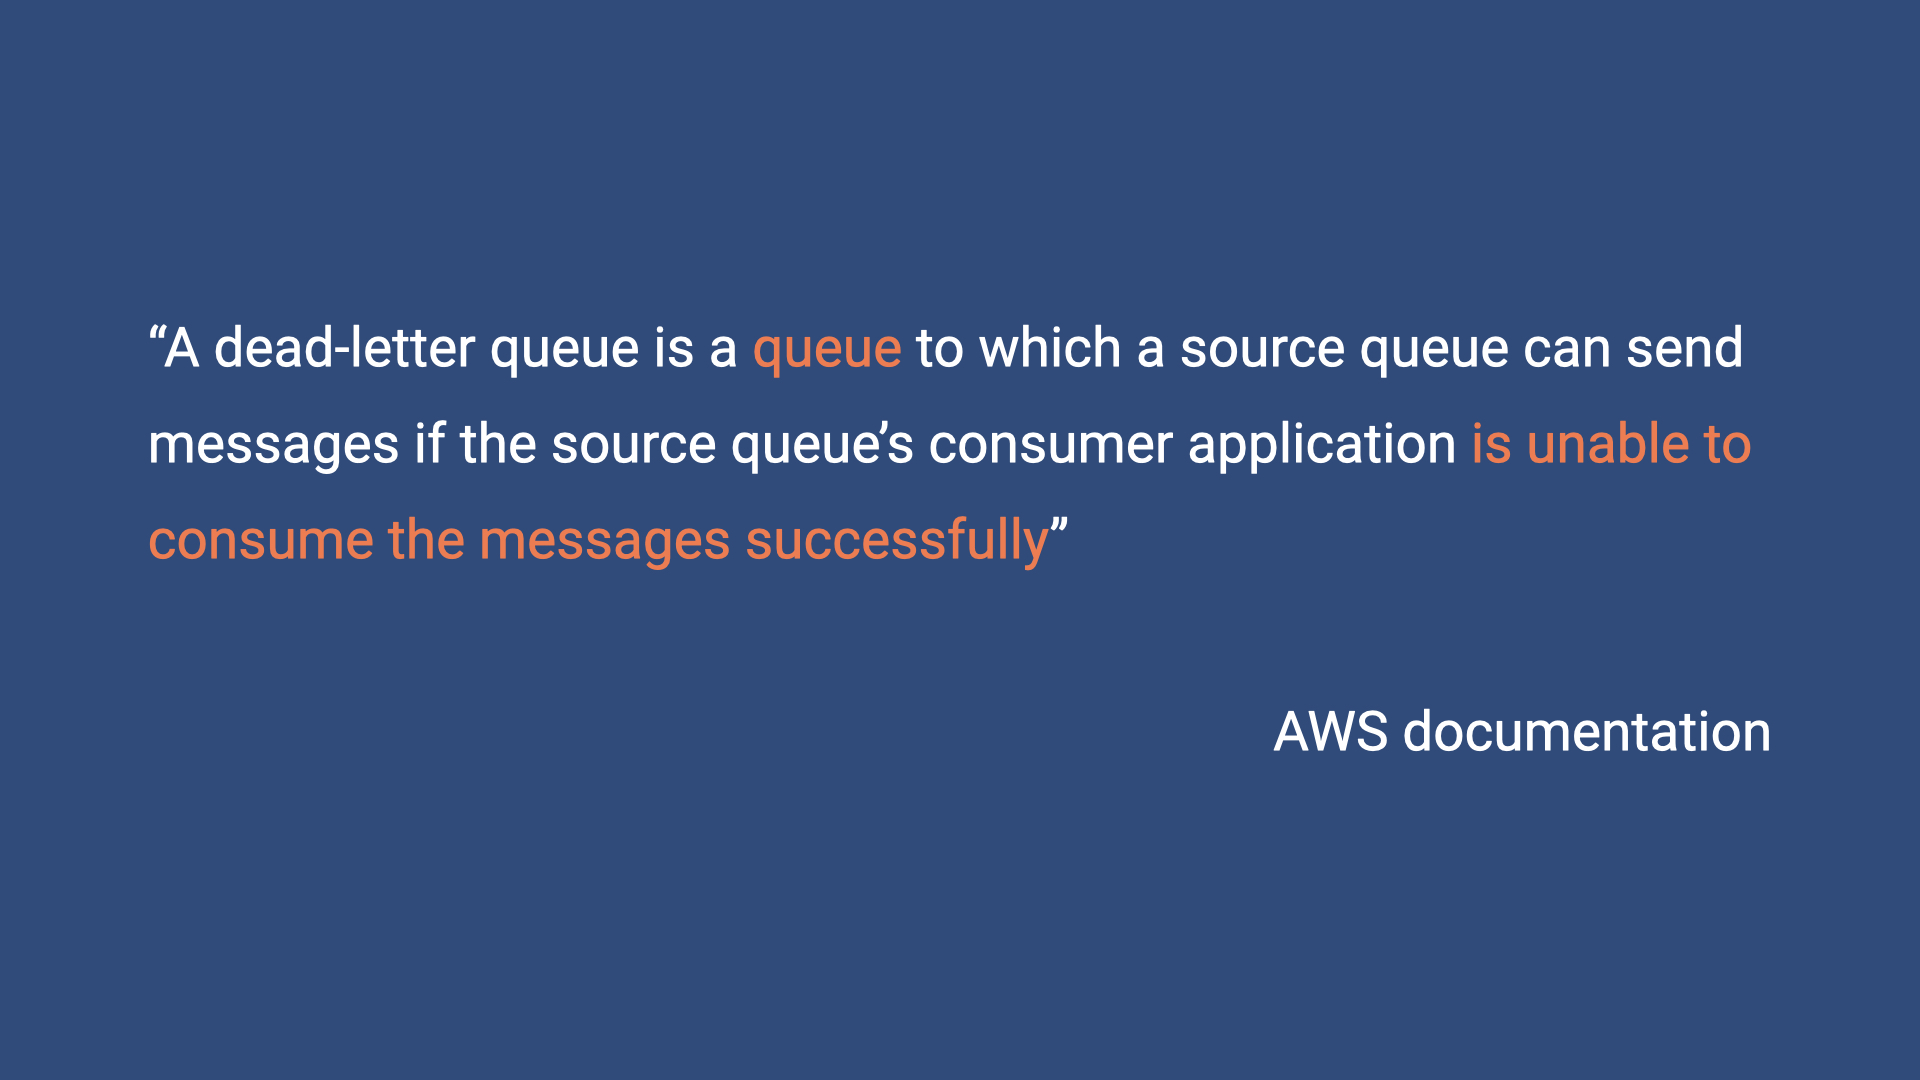 “A dead-letter queue is a queue to which a source queue can send
messages if the source queue’s consumer application is unable to
consume the messages successfully”
AWS documentation